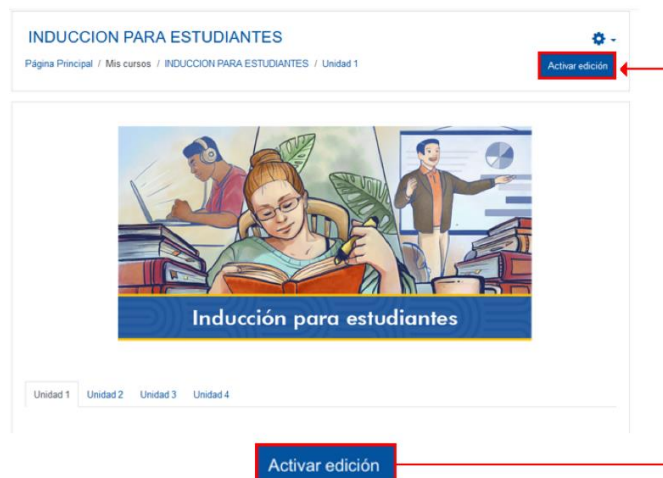 INDUCCION PARA ESTUDIANTES
Página Principal / Mis cursos / INDUCCION PARA ESTUDIANTES / Unidad 1
Activar edición
Inducción para estudiantes
Unidad 1 Unidad 2 Unidad 3 Unidad 4
Activar edición